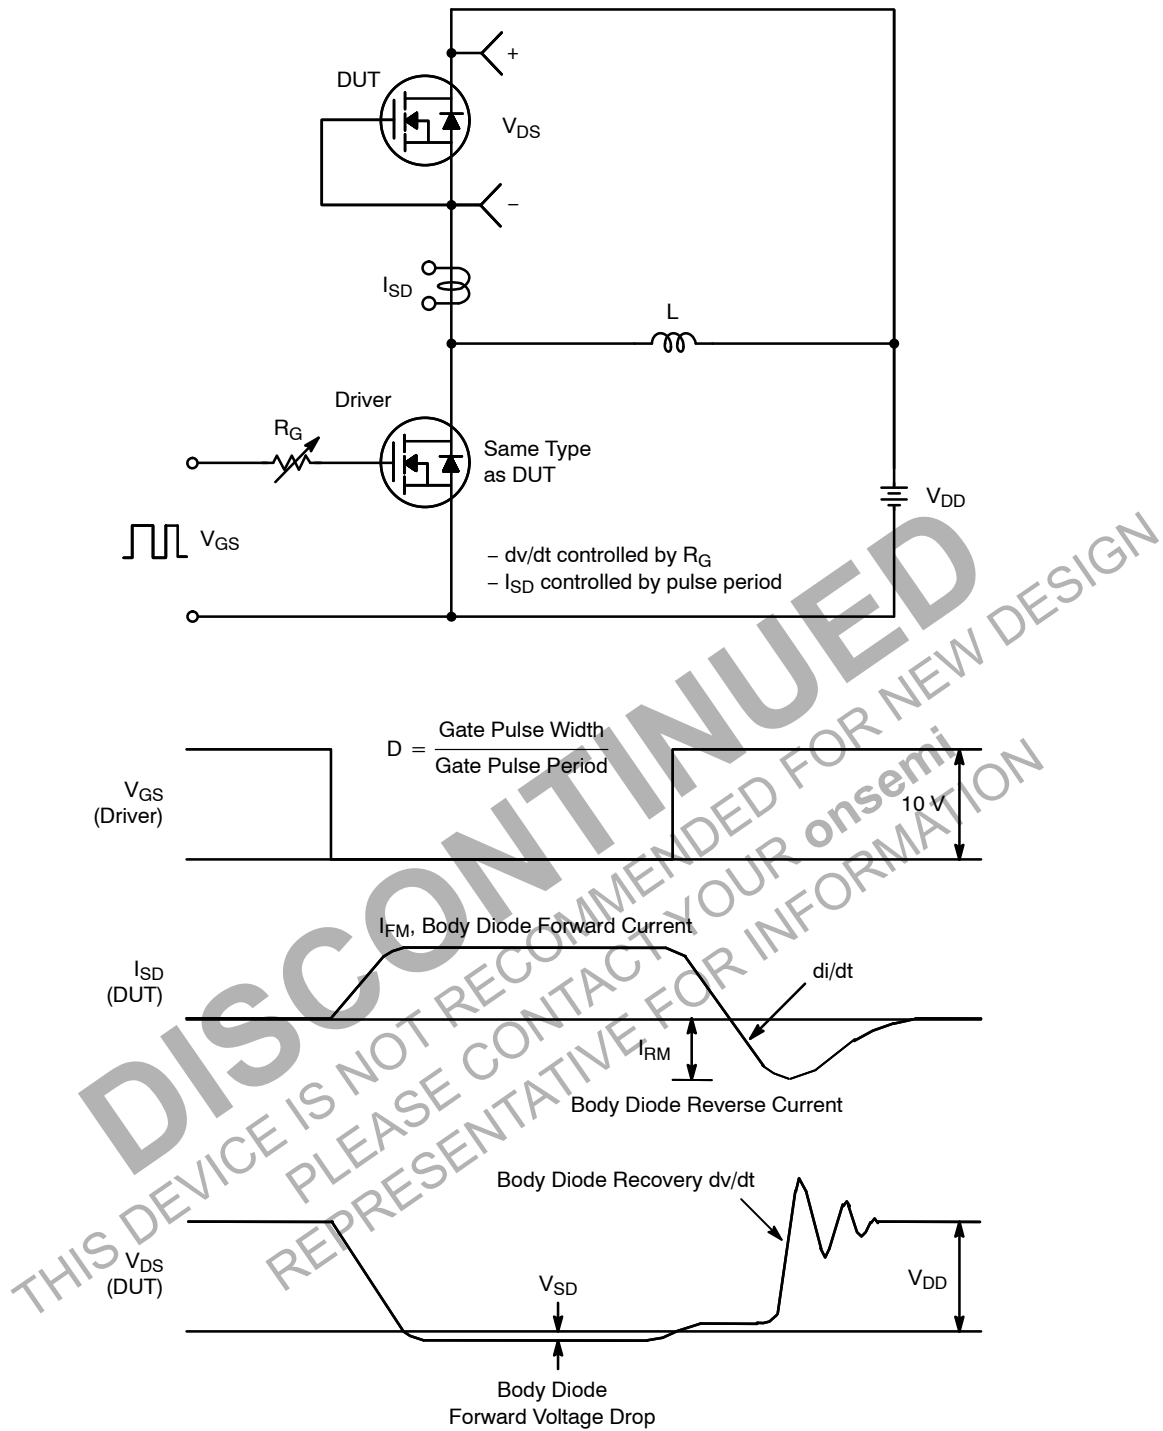 +
DUT
VDS
−
ISD
L
Driver
RG
Same Type
as DUT
VDD
VGS
− dv/dt controlled by RG
− ISD controlled by pulse period
D = Gate Pulse Width
Gate Pulse Period
VGS
(Driver)
10 V
IFM, Body Diode Forward Current
ISD
(DUT)
di/dt
IRM
Body Diode Reverse Current
Body Diode Recovery dv/dt
VDS
(DUT)
VSD
VDD
Body Diode
Forward Voltage Drop
DISCONTINUED
THIS DEVICE IS NOT RECOMMENDED FOR NEW DESIGN
PLEASE CONTACT YOUR onsemi
REPRESENTATIVE FOR INFORMATION